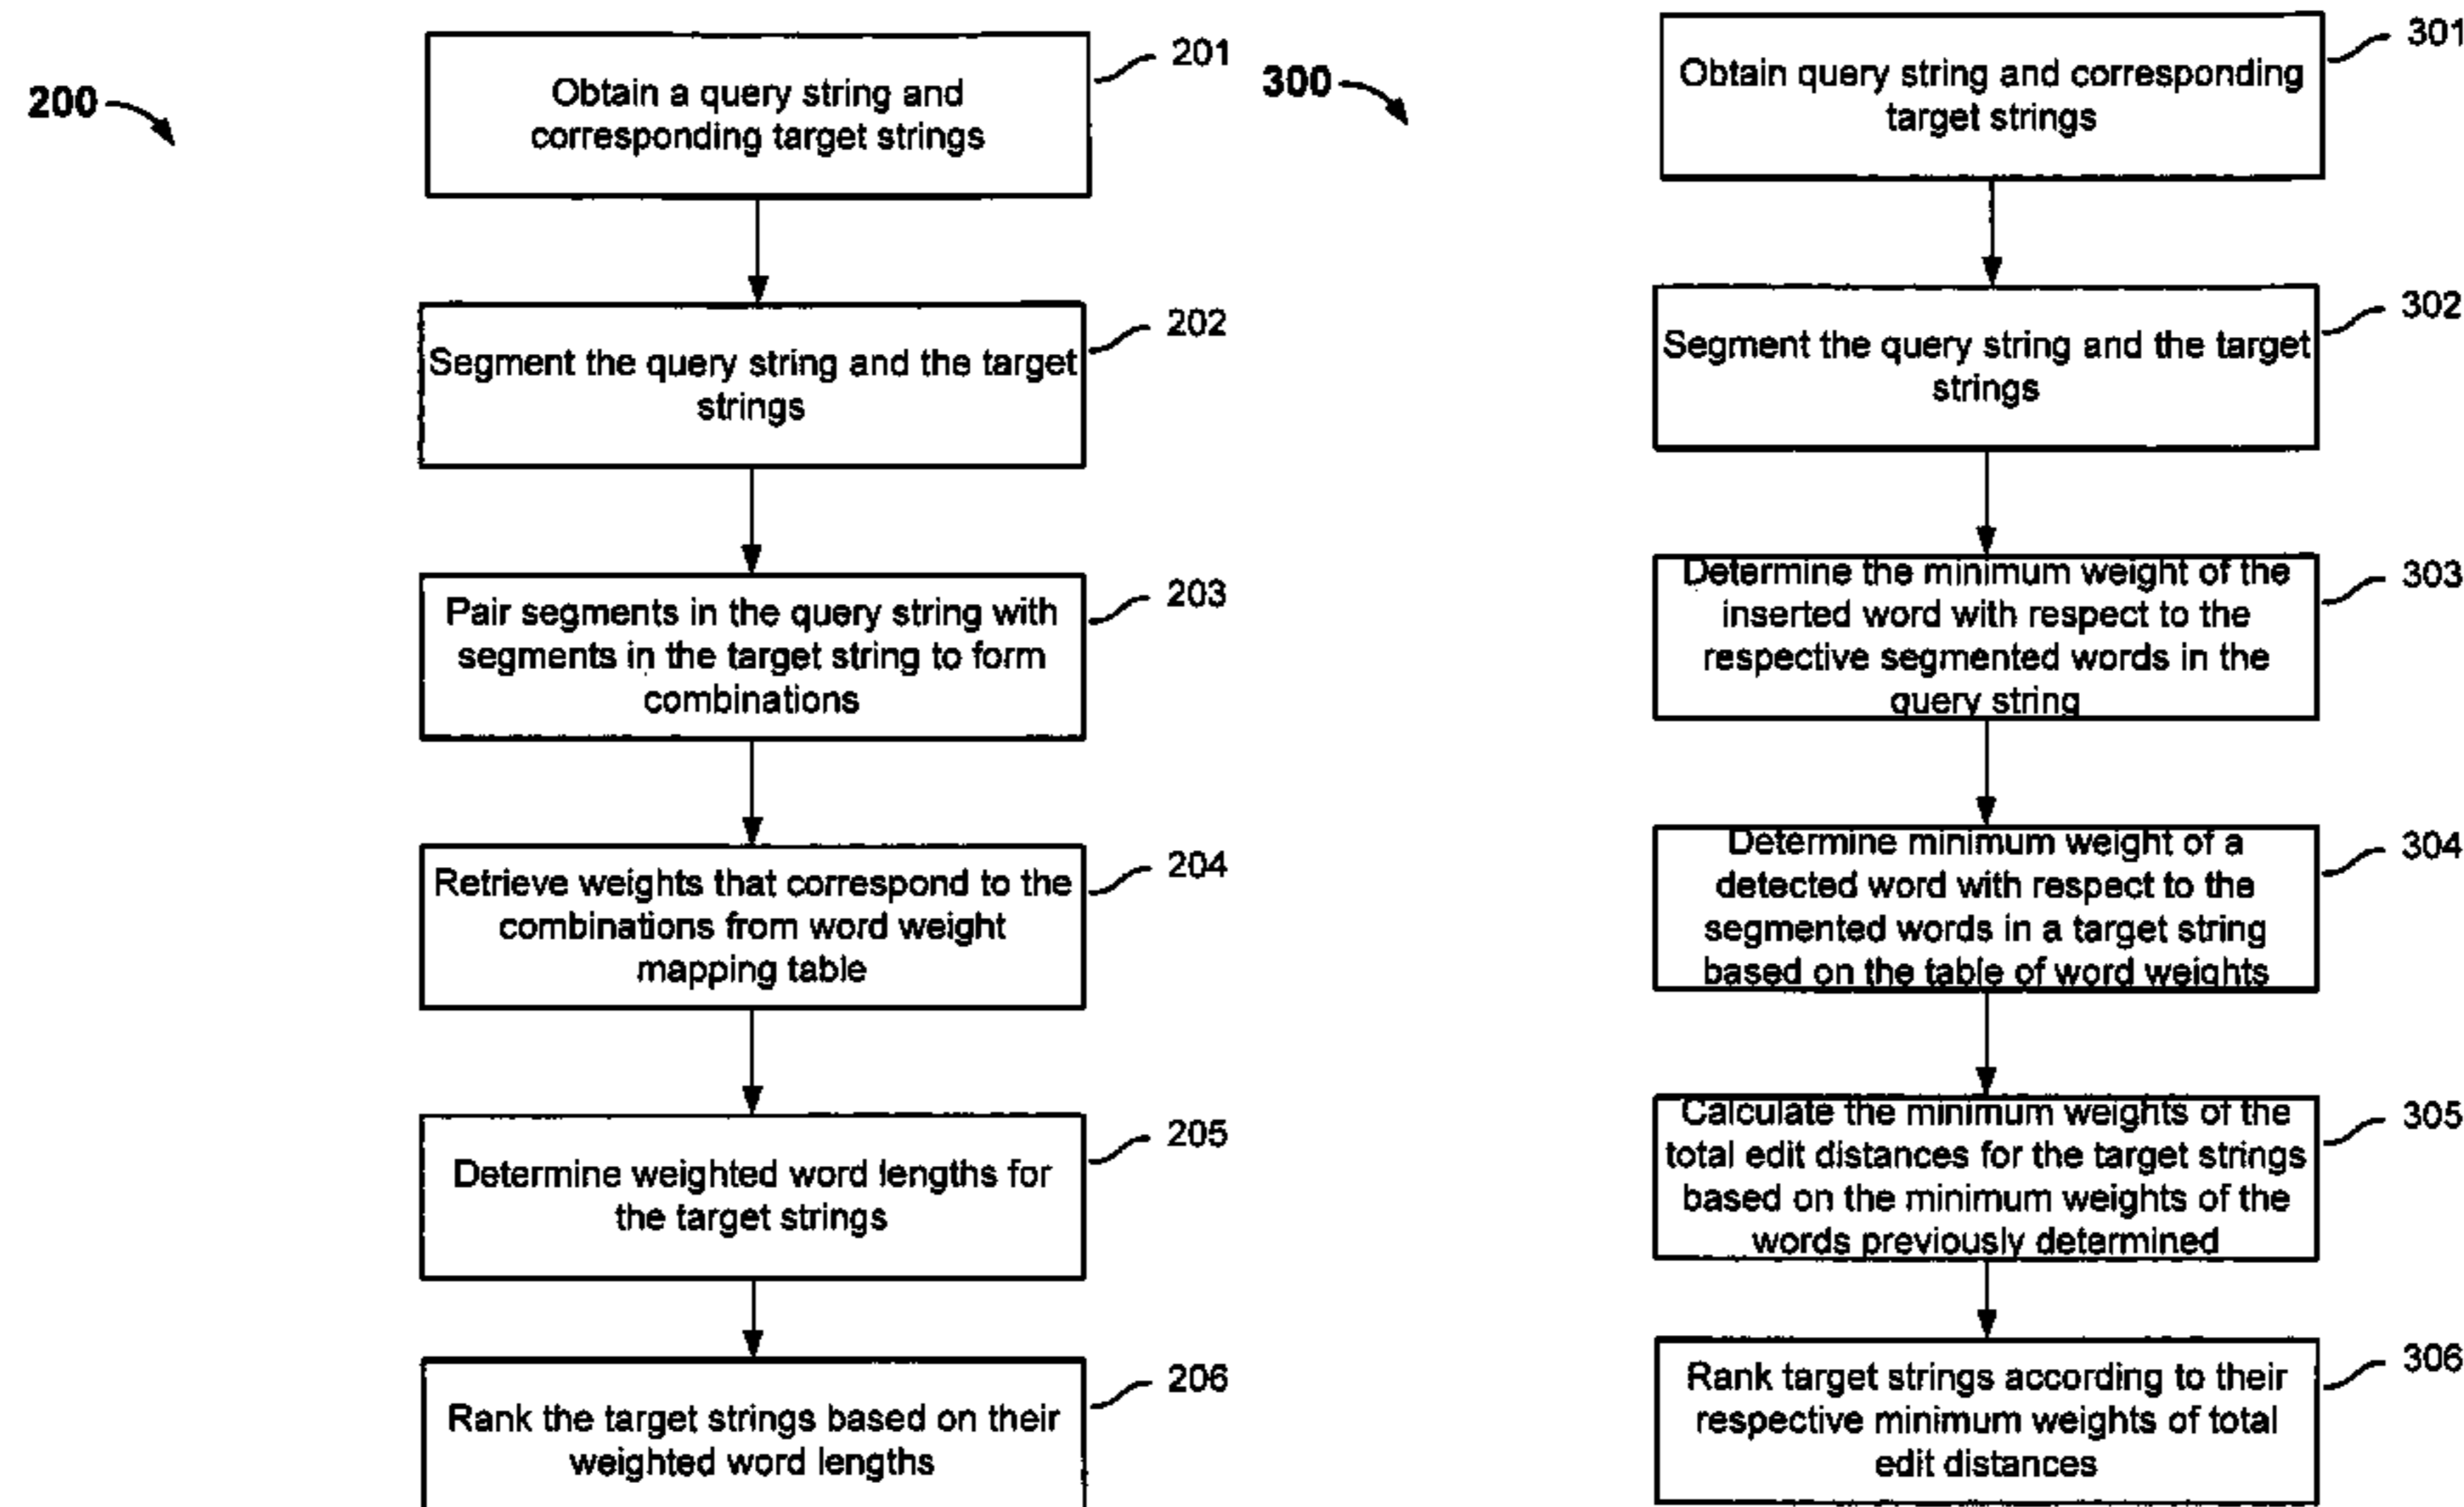 200
201
Obtain a query string and
corresponding target strings
202
Segment the query string and the target
strings
203
Pair segments in the query string with
segments in the target string to form
combinations
204
Retrieve weights that correspond to the
combinations from word weight
mapping table
205
Determine weighted word lengths for
the target strings
206
Rank the target strings based on their
weighted word lengths
300
301
Obtain query string and corresponding
target strings
302
Segment the query string and the target
strings
303
Determine the minimum weight of the
inserted word with respect to the
respective segmented words in the
query string
304
Determine minimum weight of a
detected word with respect to the
segmented words in a target string
based on the table of word weights
305
Calculate the minimum weights of the
total edit distances for the target strings
based on the minimum weights of the
words previously determined
306
Rank target strings according to their
respective minimum weights of total
edit distances